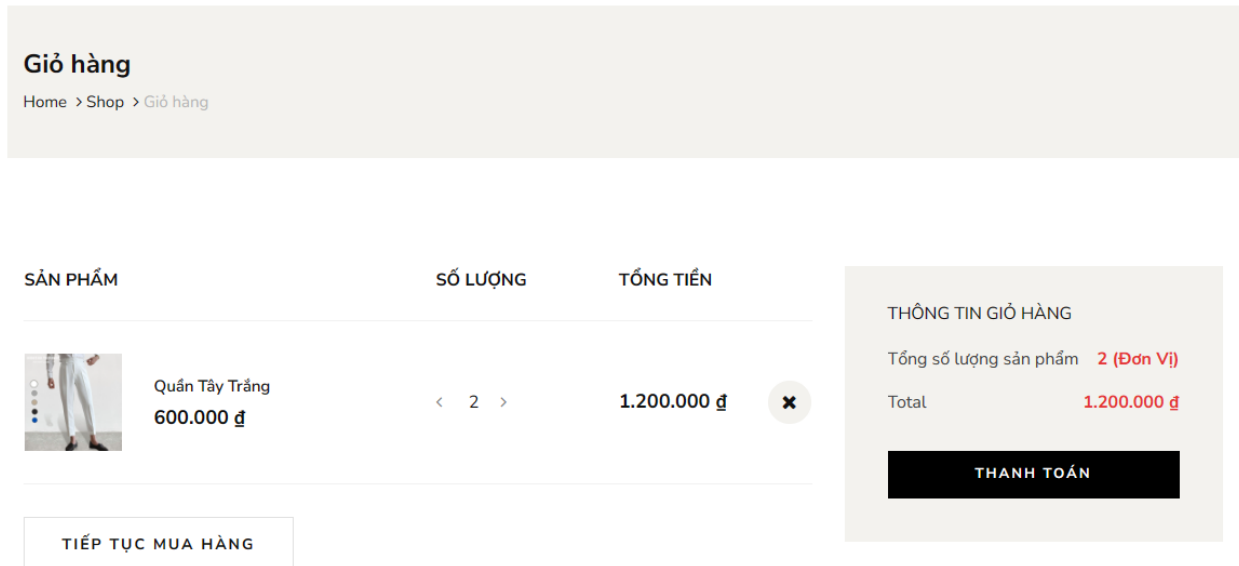 Giỏ hàng
Home > Shop > Giỏ hàng
SẢN PHẨM SỐ LƯỢNG TỔNG TIỀN
Quần Tây Trắng
600.000 ₫
< 2 >
1.200.000 ₫
✖
TIẾP TỤC MUA HÀNG
THÔNG TIN GIỎ HÀNG
Tổng số lượng sản phẩm 2 (Đơn Vị)
Total 1.200.000 ₫
THANH TOÁN